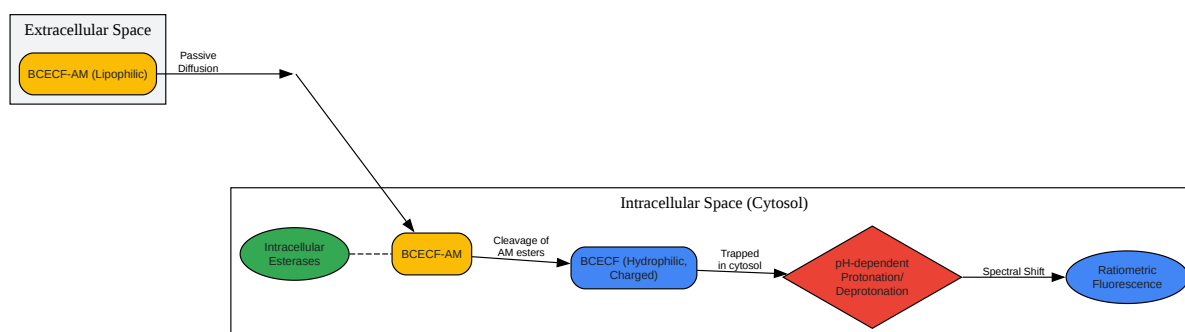 Extracellular Space
BCECF-AM (Lipophilic)
Passive
Diffusion
Intracellular Space (Cytosol)
Intracellular
Esterases
BCECF-AM
Cleavage of
AM esters
BCECF (Hydrophilic,
Charged)
Trapped
in cytosol
pH-dependent
Protonation/
Deprotonation
Spectral Shift
Ratiometric
Fluorescence